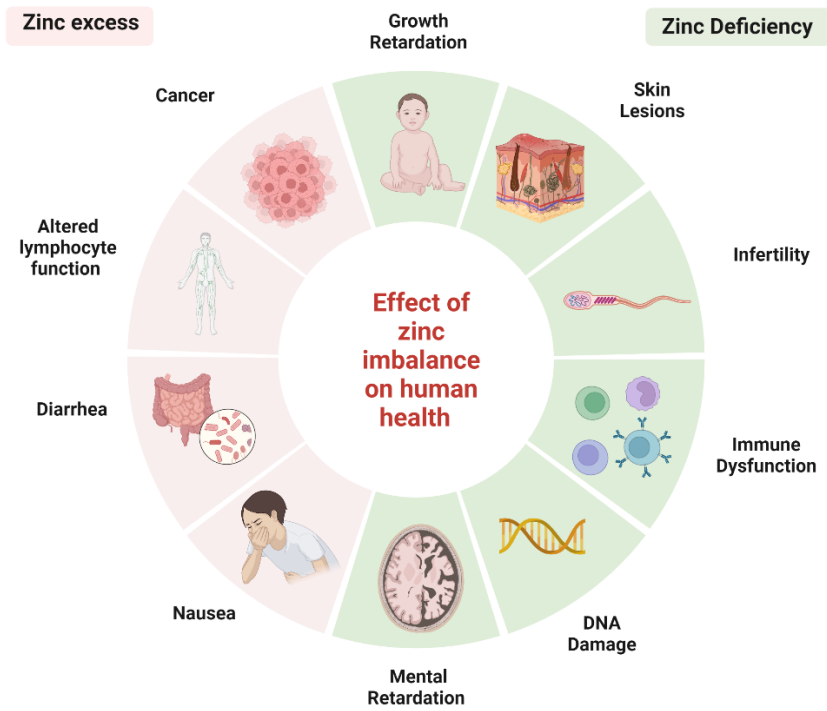 Zinc excess
Growth
Retardation
Zinc Deficiency
Cancer
Skin
Lesions
Altered
lymphocyte
function
Infertility
Effect of
zinc
imbalance
on human
health
Diarrhea
Immune
Dysfunction
Nausea
DNA
Damage
Mental
Retardation